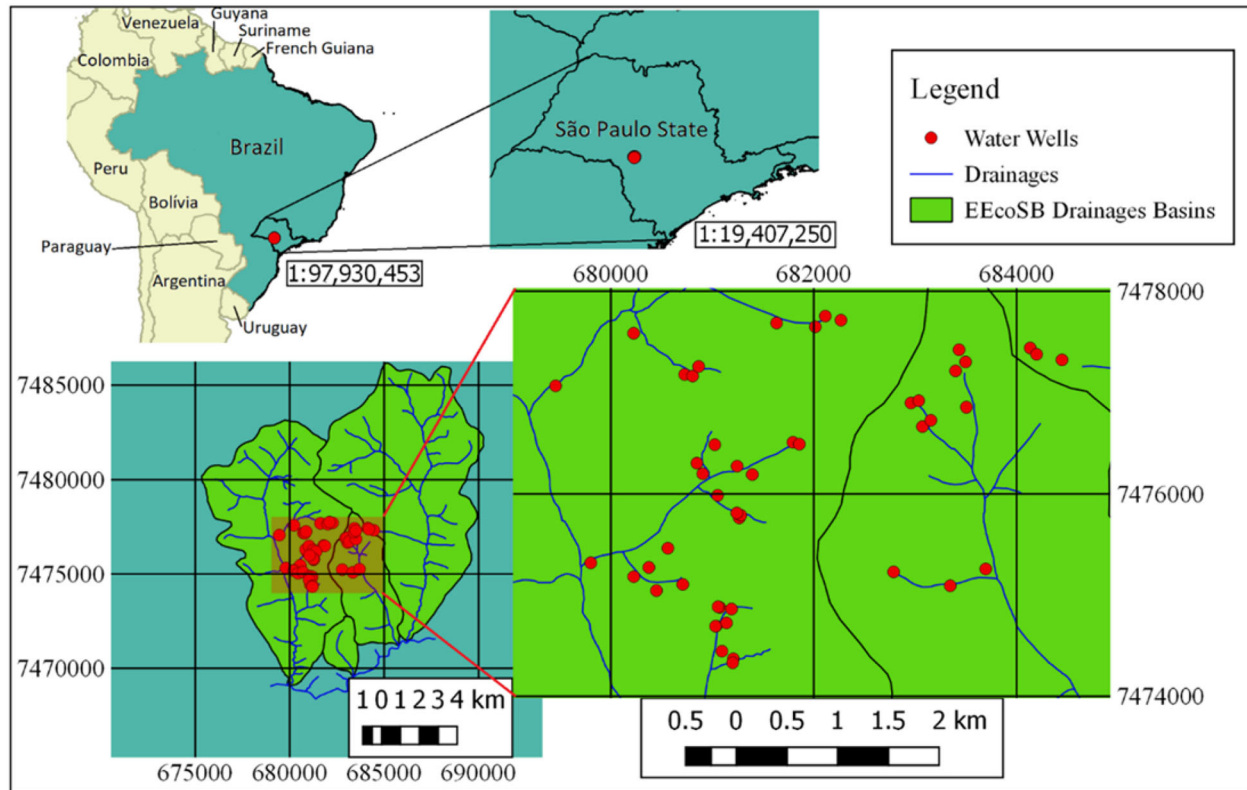 Guyana
Venezuela
Suriname
French Guiana
Colombia
Brazil
Peru
Bolívia
Paraguay
Argentina
Uruguay
1:97,930,453
São Paulo State
1:19,407,250
Legend
Water Wells
Drainages
EEcoSB Drainages Basins
680000 682000 684000
7478000
7476000
7474000
0.5 0 0.5 1 1.5 2 km
7485000
7480000
7475000
7470000
1 0 1 2 3 4 km
675000 680000 685000 690000